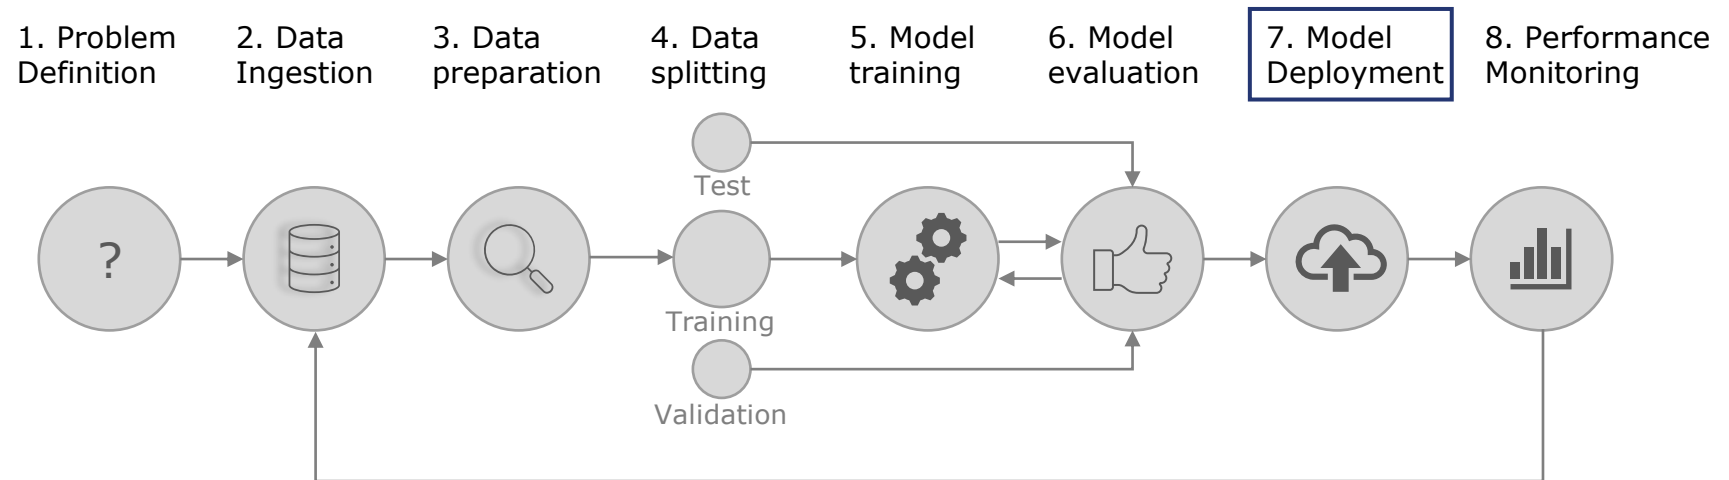 1. Problem
Definition
2. Data
Ingestion
3. Data
preparation
4. Data
splitting
5. Model
training
6. Model
evaluation
7. Model
Deployment
8. Performance
Monitoring
Test
?
Training
Validation